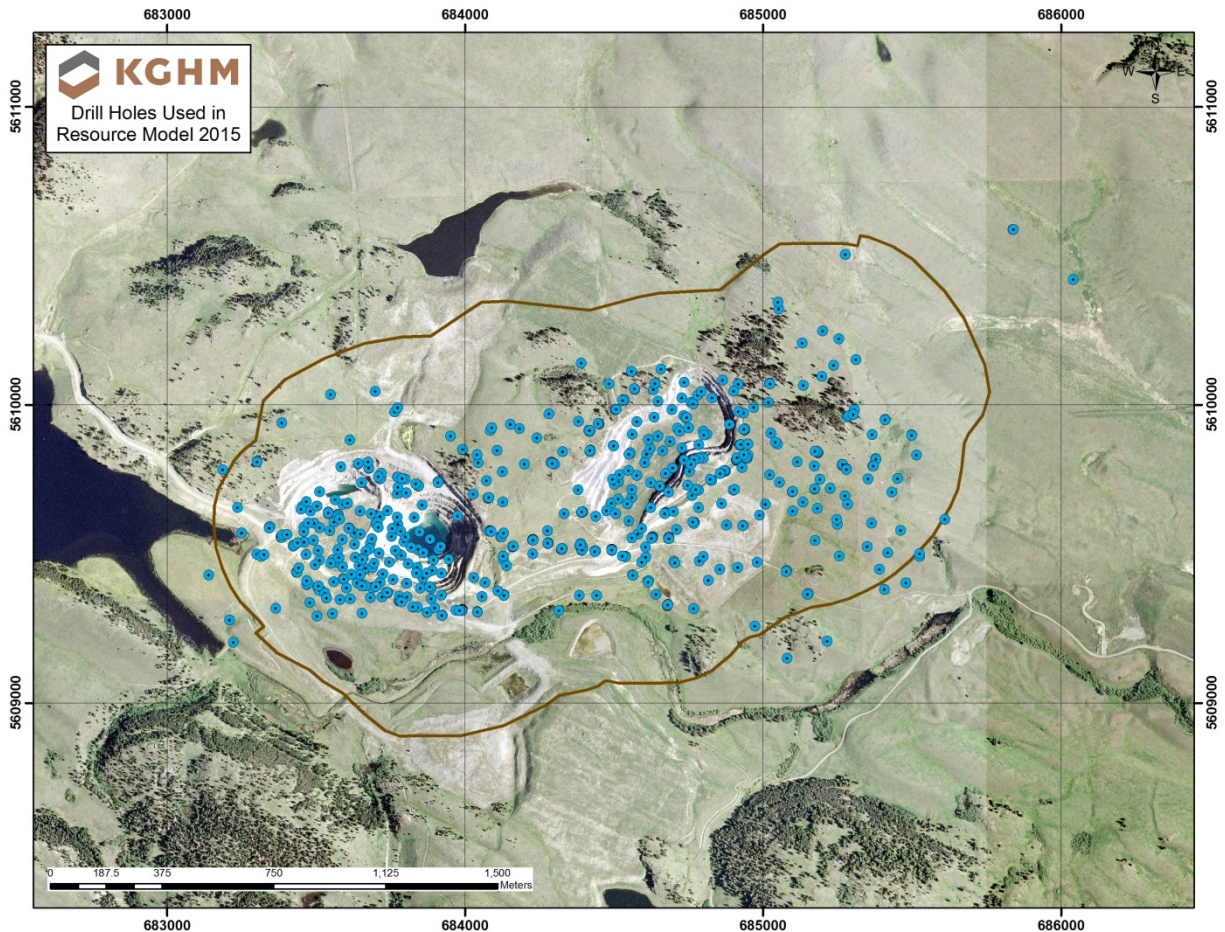 683000 684000 685000 686000
KGHM
Drill Holes Used in
Resource Model 2015
W E
S
5611000 5611000
5610000 5610000
5609000 5609000
0 187.5 375 750 1,125 1,500
Meters
683000 684000 685000 686000